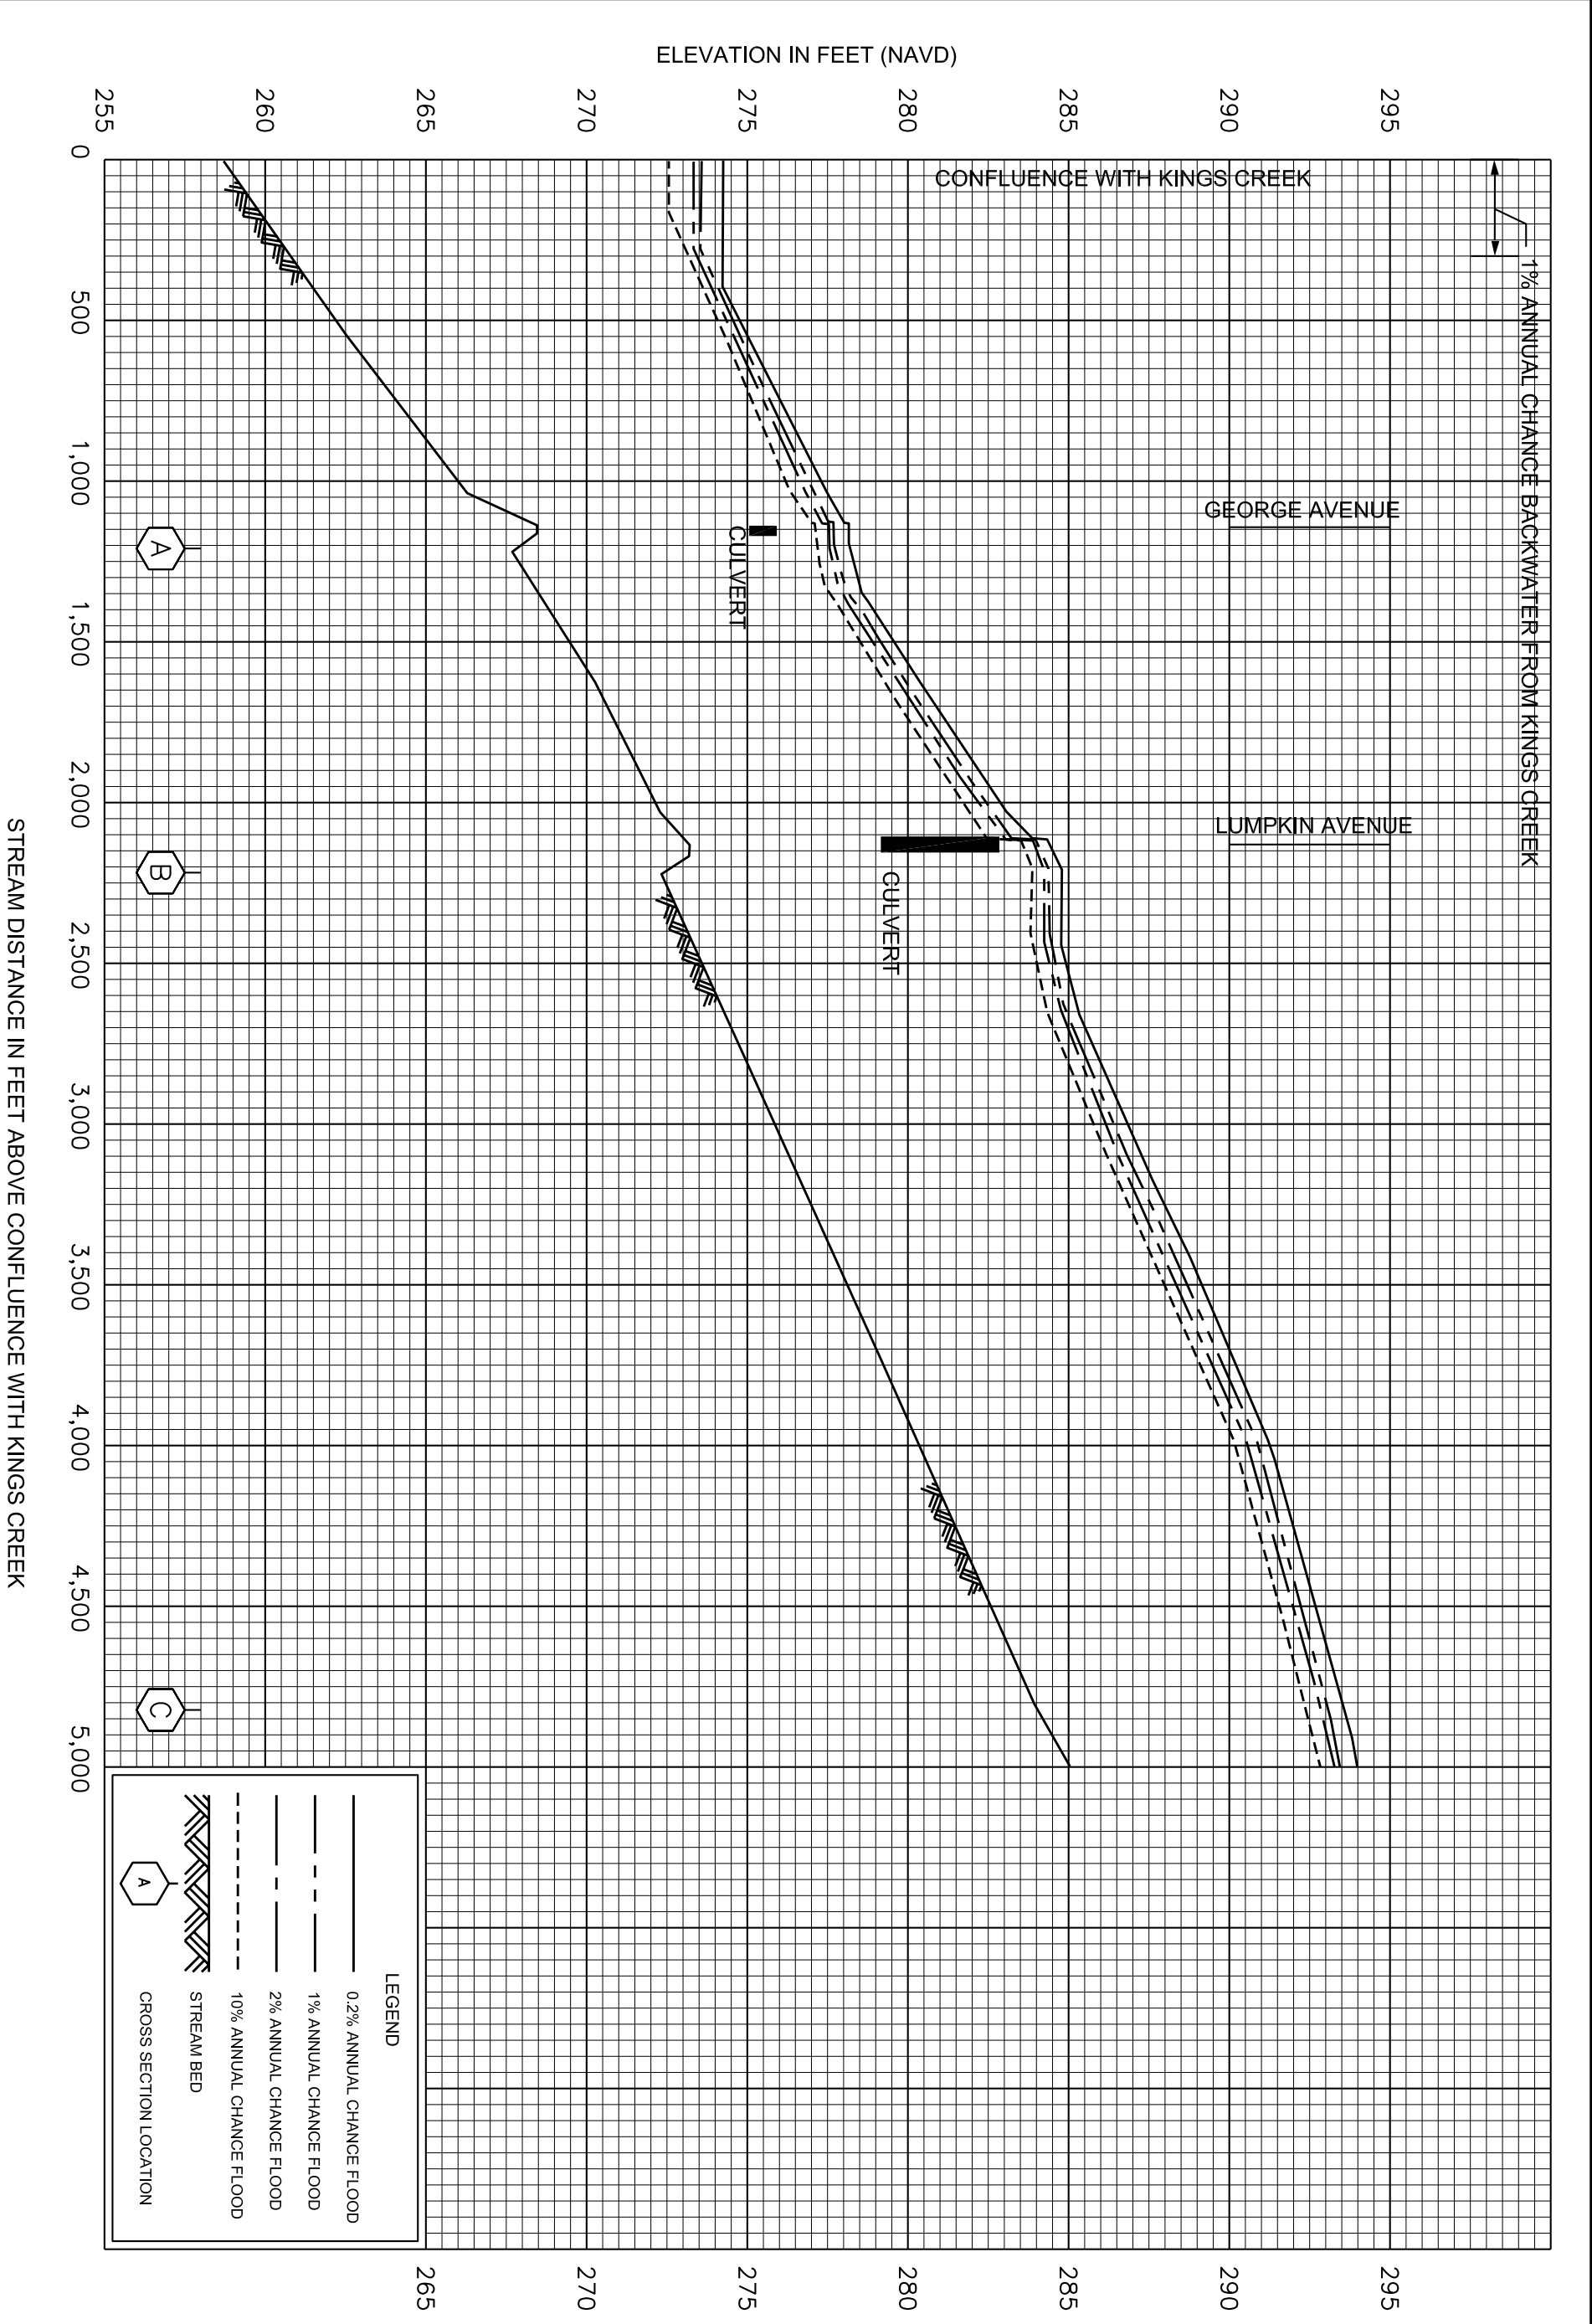 ELEVATION IN FEET (NAVD)
255
260
265
270
275
280
285
290
295
0
500
1,000
1,500
2,000
2,500
3,000
3,500
4,000
4,500
5,000
STREAM DISTANCE IN FEET ABOVE CONFLUENCE WITH KINGS CREEK
CONFLUENCE WITH KINGS CREEK
1% ANNUAL CHANCE BACKWATER FROM KINGS CREEK
GEORGE AVENUE
CULVERT
LUMPKIN AVENUE
CULVERT
A
B
C
LEGEND
0.2% ANNUAL CHANCE FLOOD
1% ANNUAL CHANCE FLOOD
2% ANNUAL CHANCE FLOOD
10% ANNUAL CHANCE FLOOD
STREAM BED
A
CROSS SECTION LOCATION
265
270
275
280
285
290
295